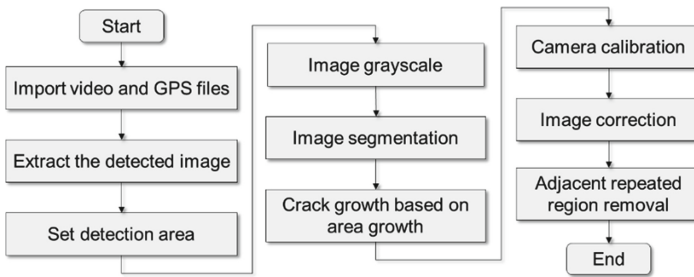 Start
Import video and GPS files
Extract the detected image
Set detection area
Image grayscale
Image segmentation
Crack growth based on
area growth
Camera calibration
Image correction
Adjacent repeated
region removal
End